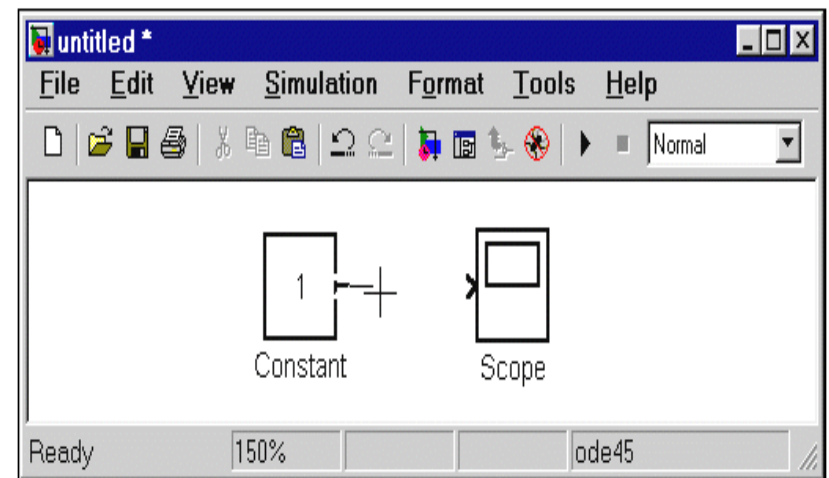 untitled *
File Edit View Simulation Format Tools Help
Normal
1
Constant Scope
Ready 150% ode45